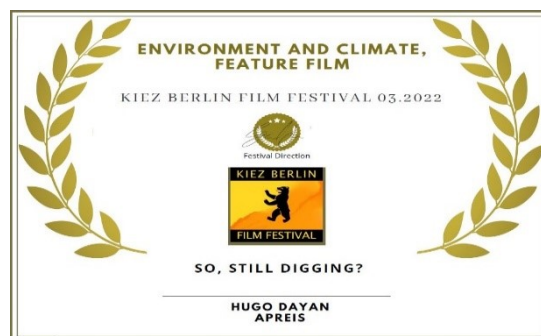 ENVIRONMENT AND CLIMATE,
FEATURE FILM
KIEZ BERLIN FILM FESTIVAL 03.2022
Festival Direction
KIEZ BERLIN
FILM FESTIVAL
SO, STILL DIGGING?
HUGO DAYAN
APREIS